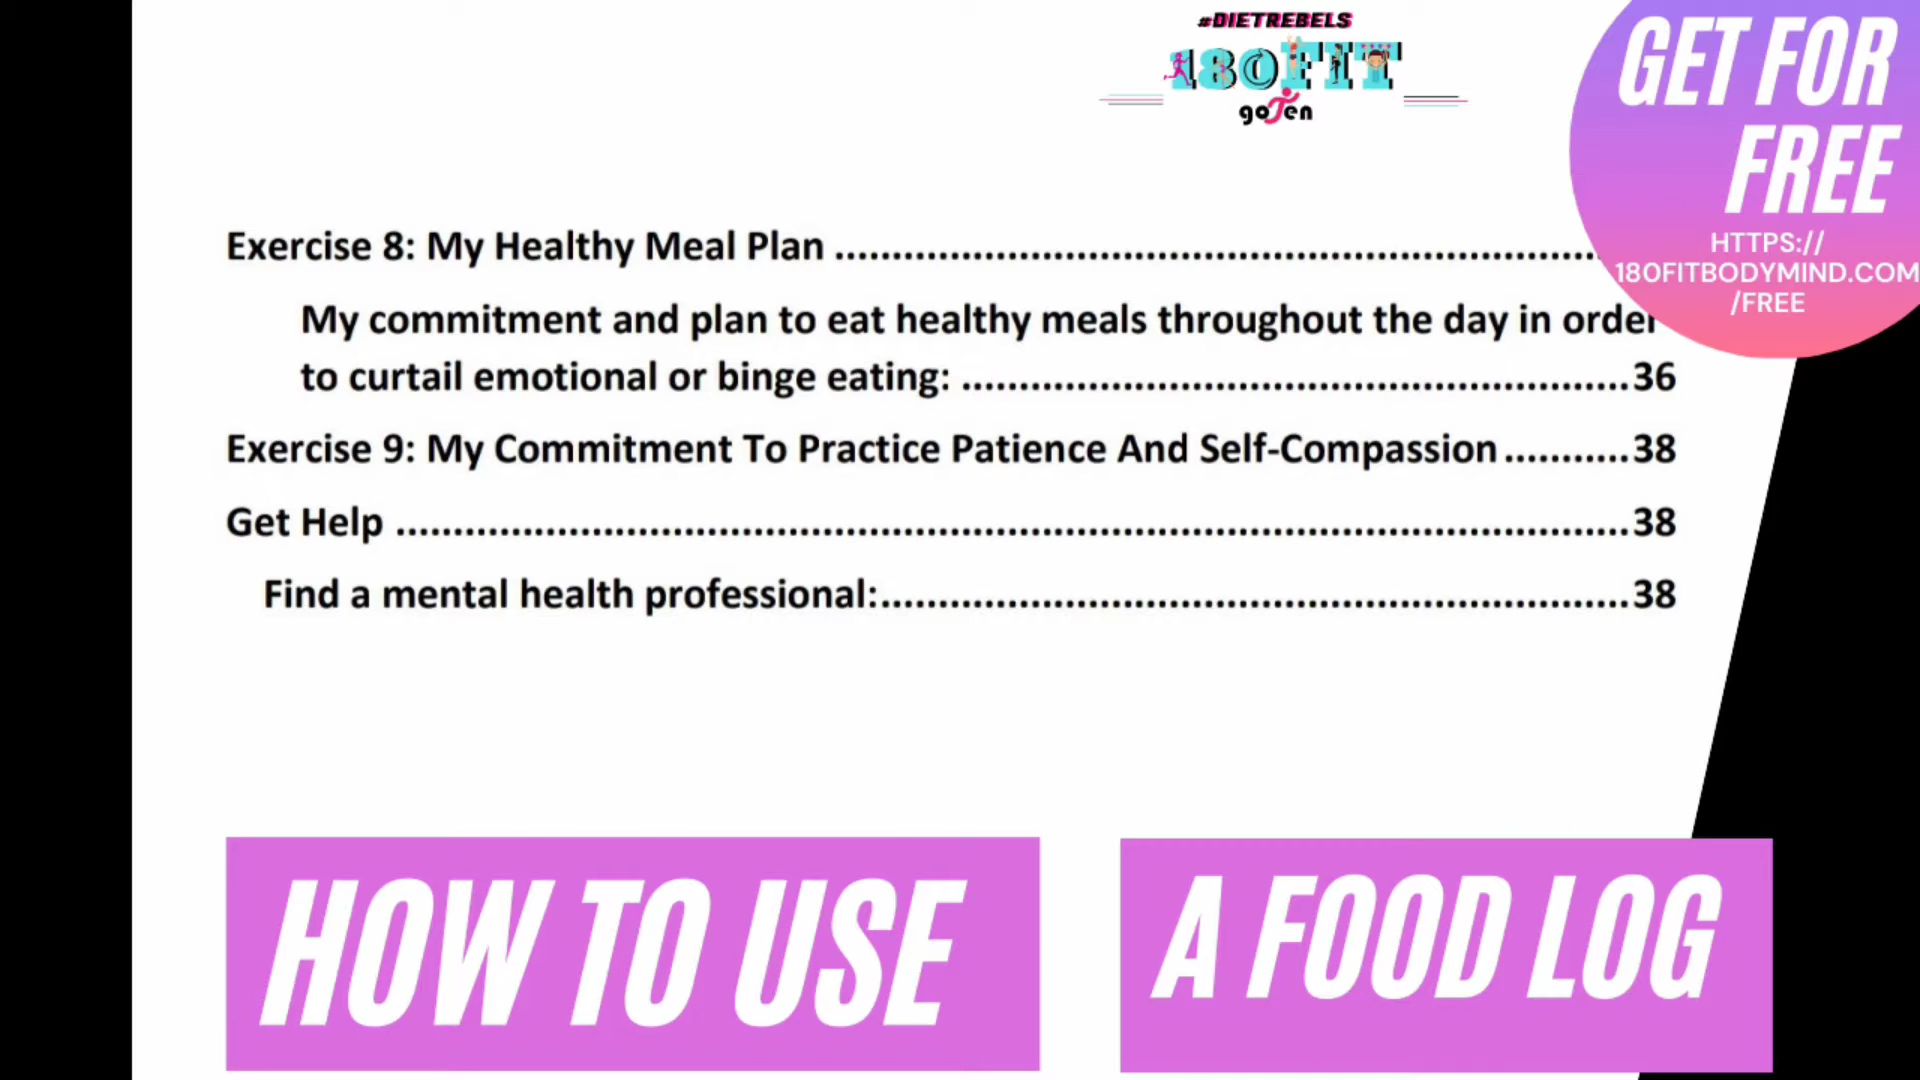 #DIETREBELS
180FIT
goTen
GET FOR
FREE
HTTPS://
180FITBODYMIND.COM
/FREE
Exercise 8: My Healthy Meal Plan ................................................................
My commitment and plan to eat healthy meals throughout the day in order
to curtail emotional or binge eating: ..........................................................36
Exercise 9: My Commitment To Practice Patience And Self-Compassion ...........38
Get Help ............................................................................................................38
Find a mental health professional:..................................................................38
HOW TO USE
A FOOD LOG